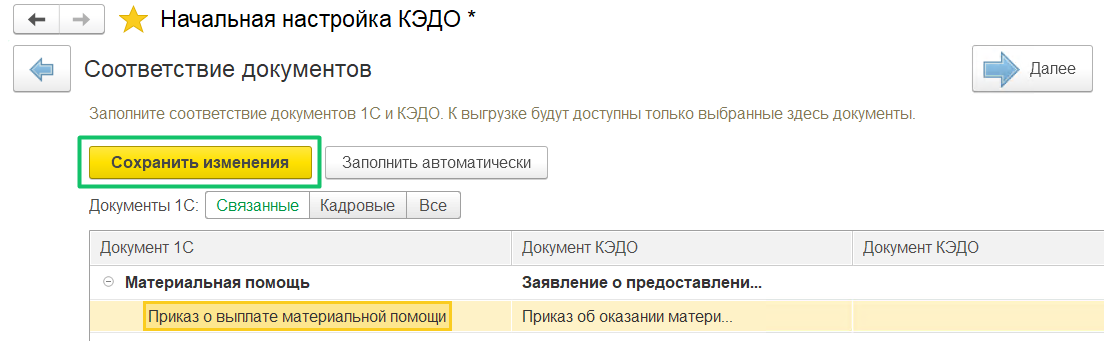 Начальная настройка КЭДО *
Соответствие документов
Далее
Заполните соответствие документов 1С и КЭДО. К выгрузке будут доступны только выбранные здесь документы.
Сохранить изменения Заполнить автоматически
Документы 1С: Связанные Кадровые Все
Документ 1С Документ КЭДО Документ КЭДО
Материальная помощь Заявление о предоставлени...
Приказ о выплате материальной помощи Приказ об оказании матери...